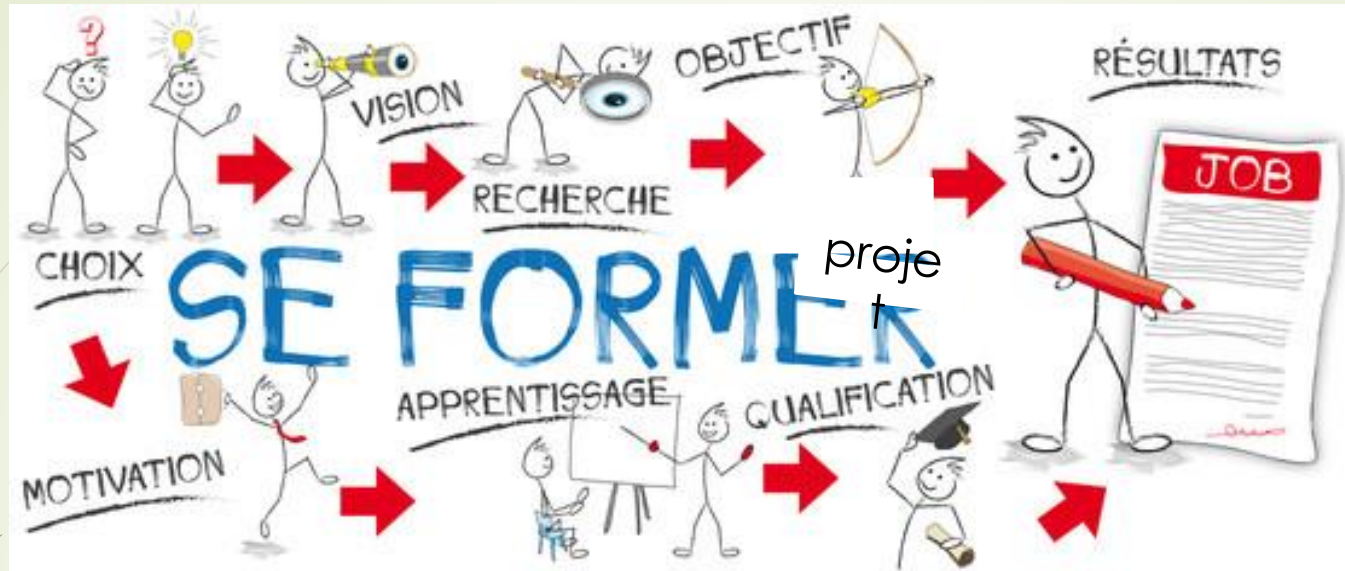 OBJECTIF
RÉSULTATS
VISION
JOB
RECHERCHE
CHOIX
SE FORMER
proje
t
APPRENTISSAGE
QUALIFICATION
MOTIVATION